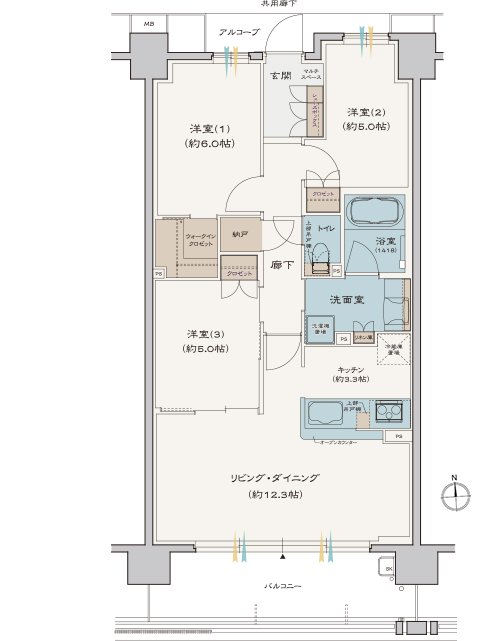 共用廊下
MB
アルコーブ
玄関
マルチ
スペース
シューズボックス
洋室(1)
(約6.0帖)
洋室(2)
(約5.0帖)
クロゼット
ウォークイン
クロゼット
納戸
上部吊戸棚
トイレ
浴室
(1418)
PS
クロゼット
PS
廊下
洗面室
洋室(3)
(約5.0帖)
洗濯機
置場
PS
リネン庫
冷蔵庫
置場
キッチン
(約3.3帖)
上部
吊戸棚
オープンカウンター
PS
リビング・ダイニング
(約12.3帖)
N
SK
バルコニー